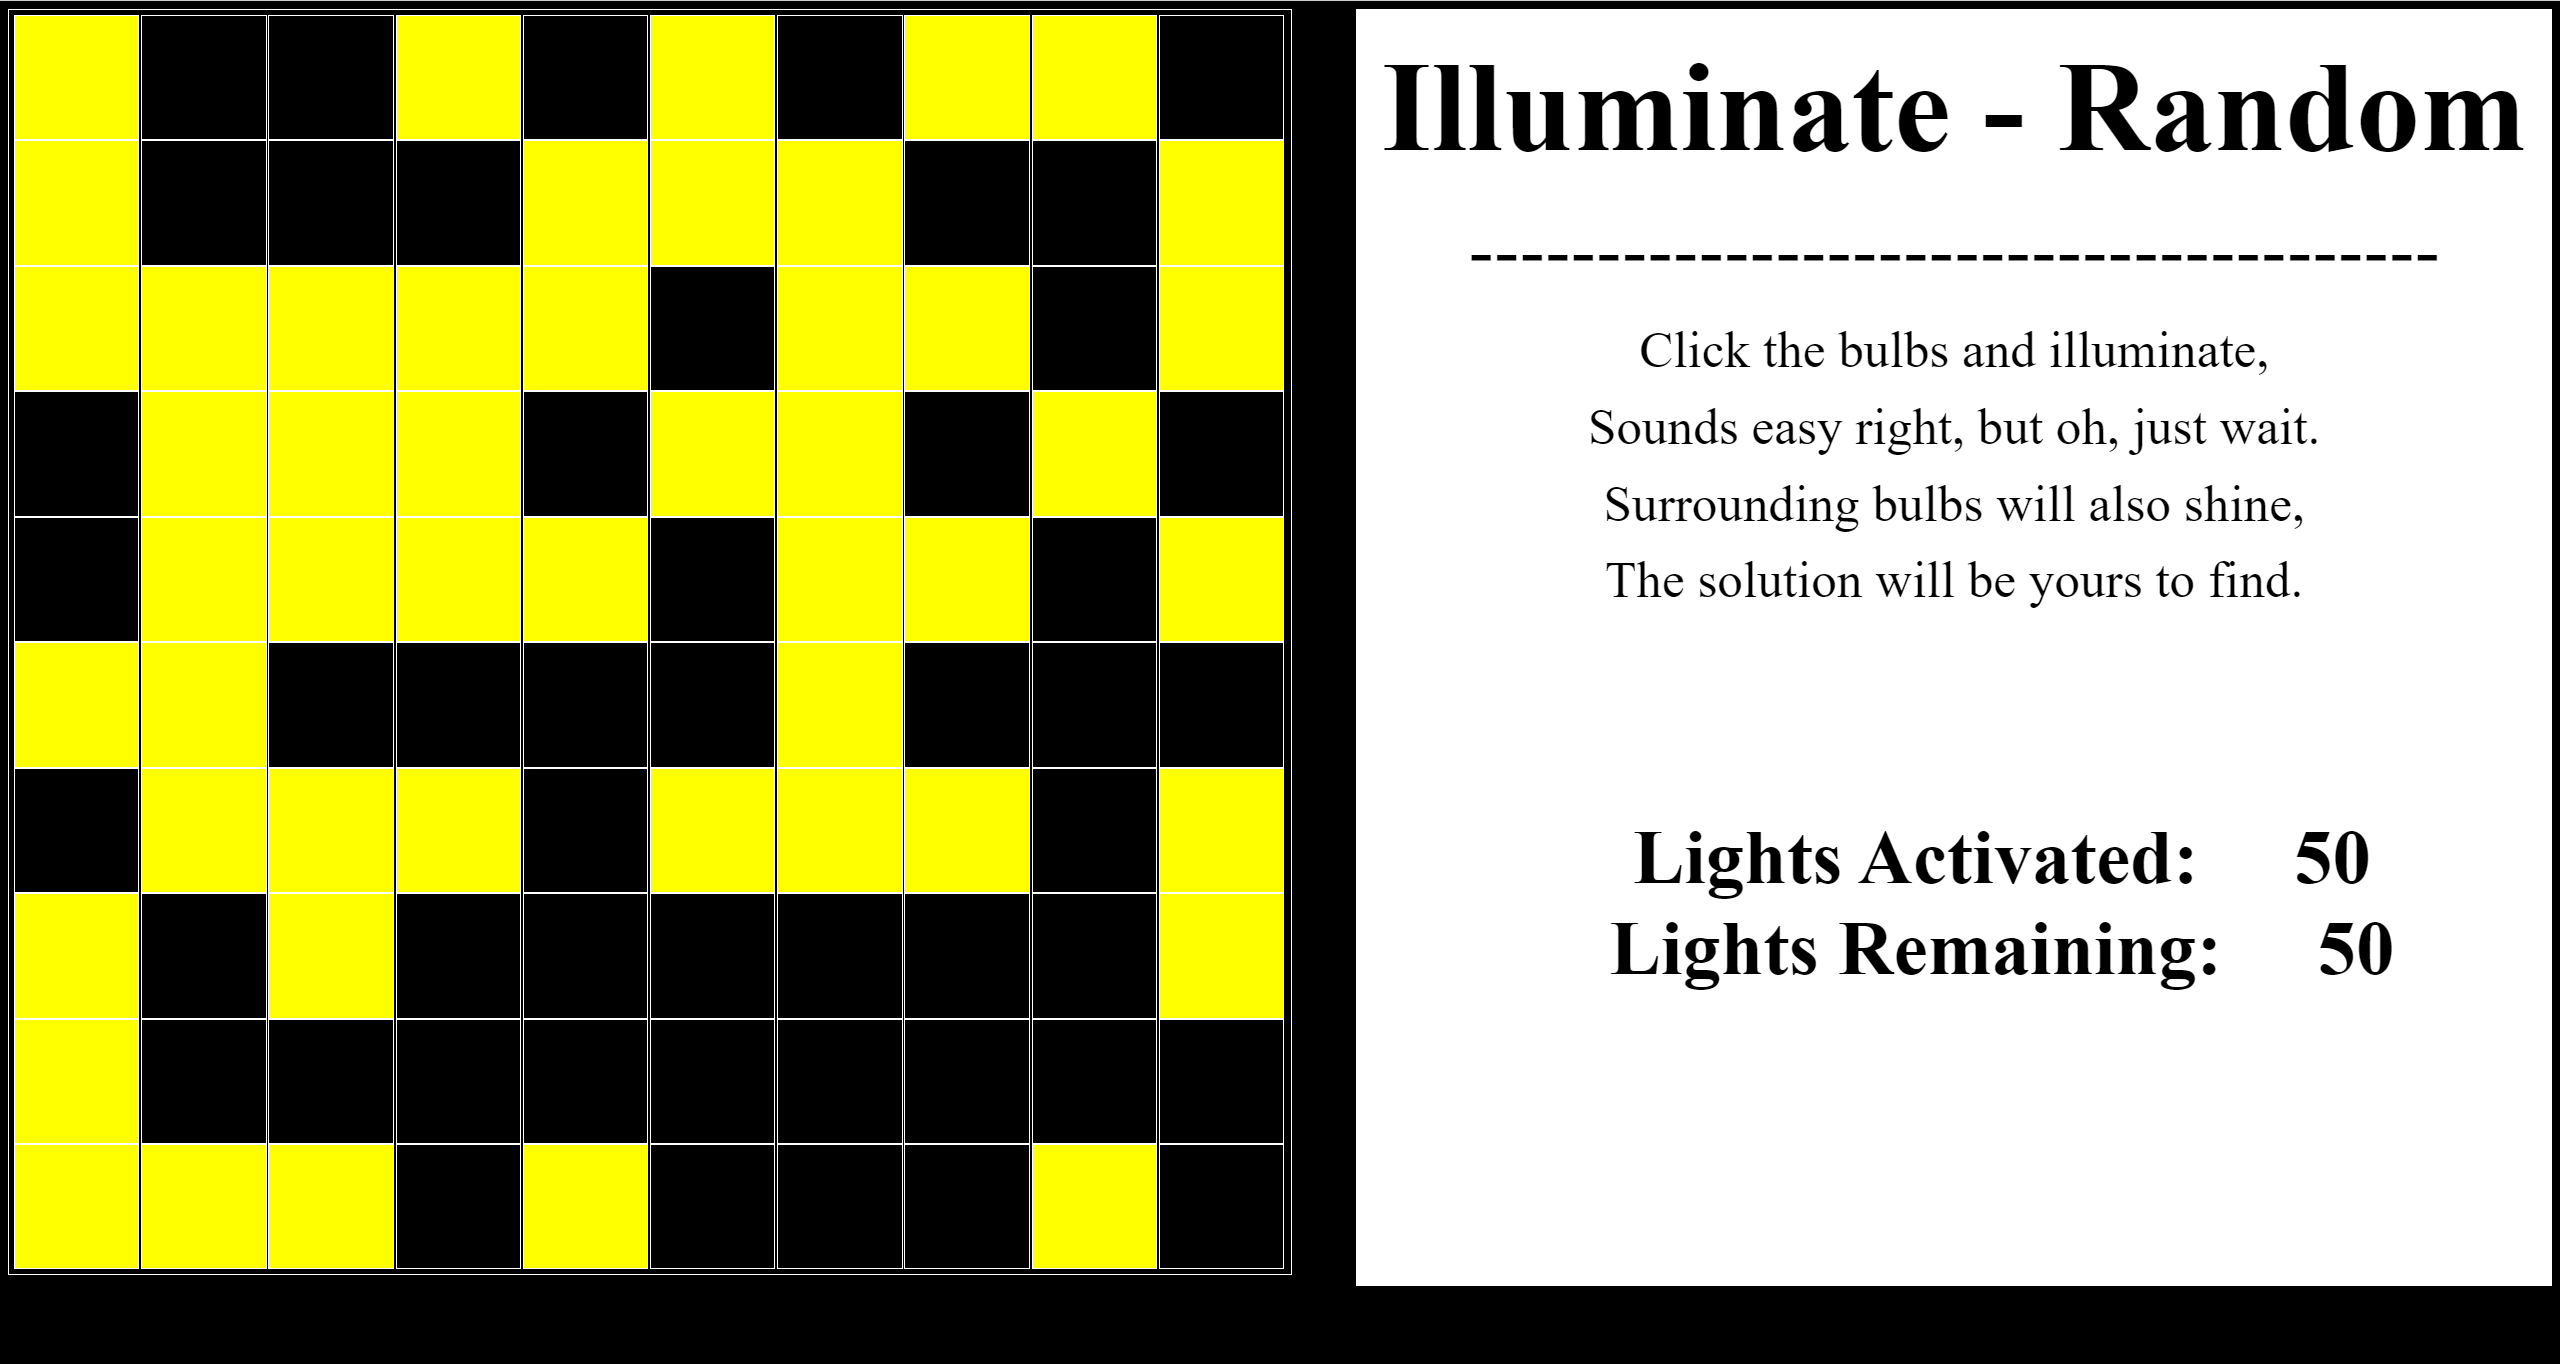 Illuminate - Random
--------------------------------------
Click the bulbs and illuminate,
Sounds easy right, but oh, just wait.
Surrounding bulbs will also shine,
The solution will be yours to find.
Lights Activated: 50
Lights Remaining: 50